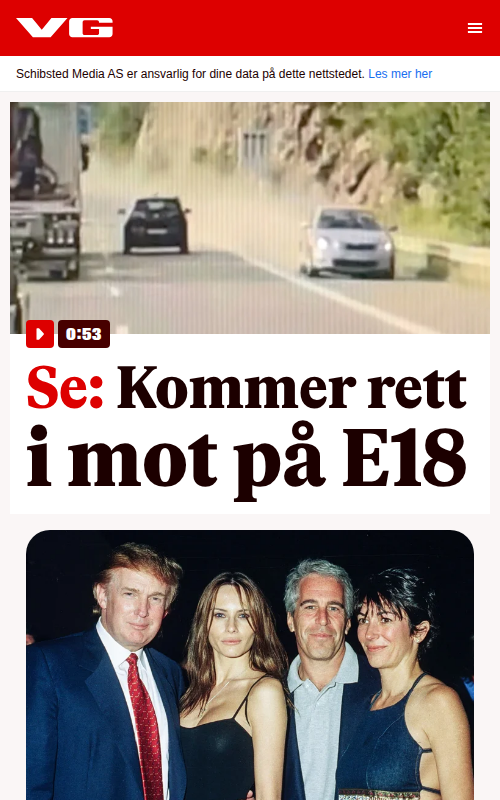 VG
Schibsted Media AS er ansvarlig for dine data på dette nettstedet. Les mer her
0:53
Se: Kommer rett
i mot på E18